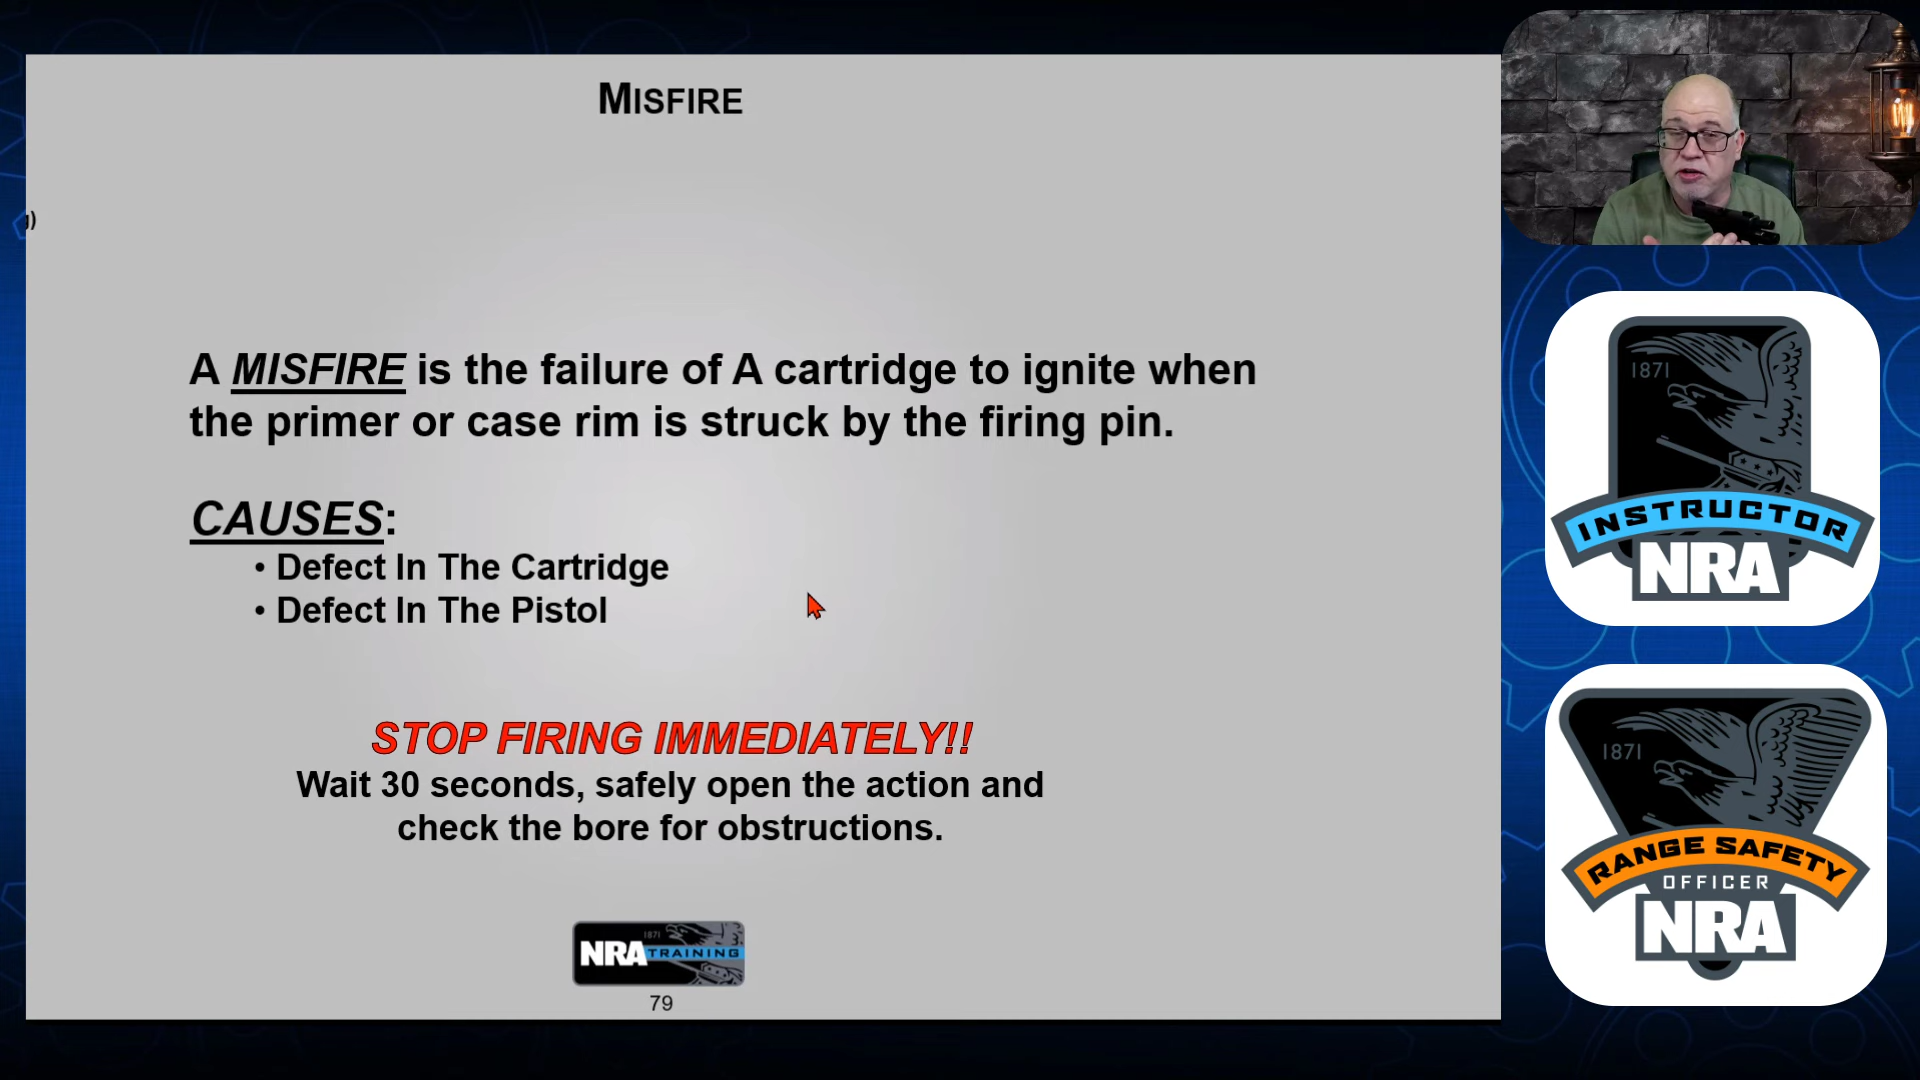 MISFIRE
)
A MISFIRE is the failure of A cartridge to ignite when
the primer or case rim is struck by the firing pin.
CAUSES:
• Defect In The Cartridge
• Defect In The Pistol
STOP FIRING IMMEDIATELY!!
Wait 30 seconds, safely open the action and
check the bore for obstructions.
1871
NRA TRAINING
79
1871
INSTRUCTOR
NRA
1871
RANGE SAFETY
OFFICER
NRA